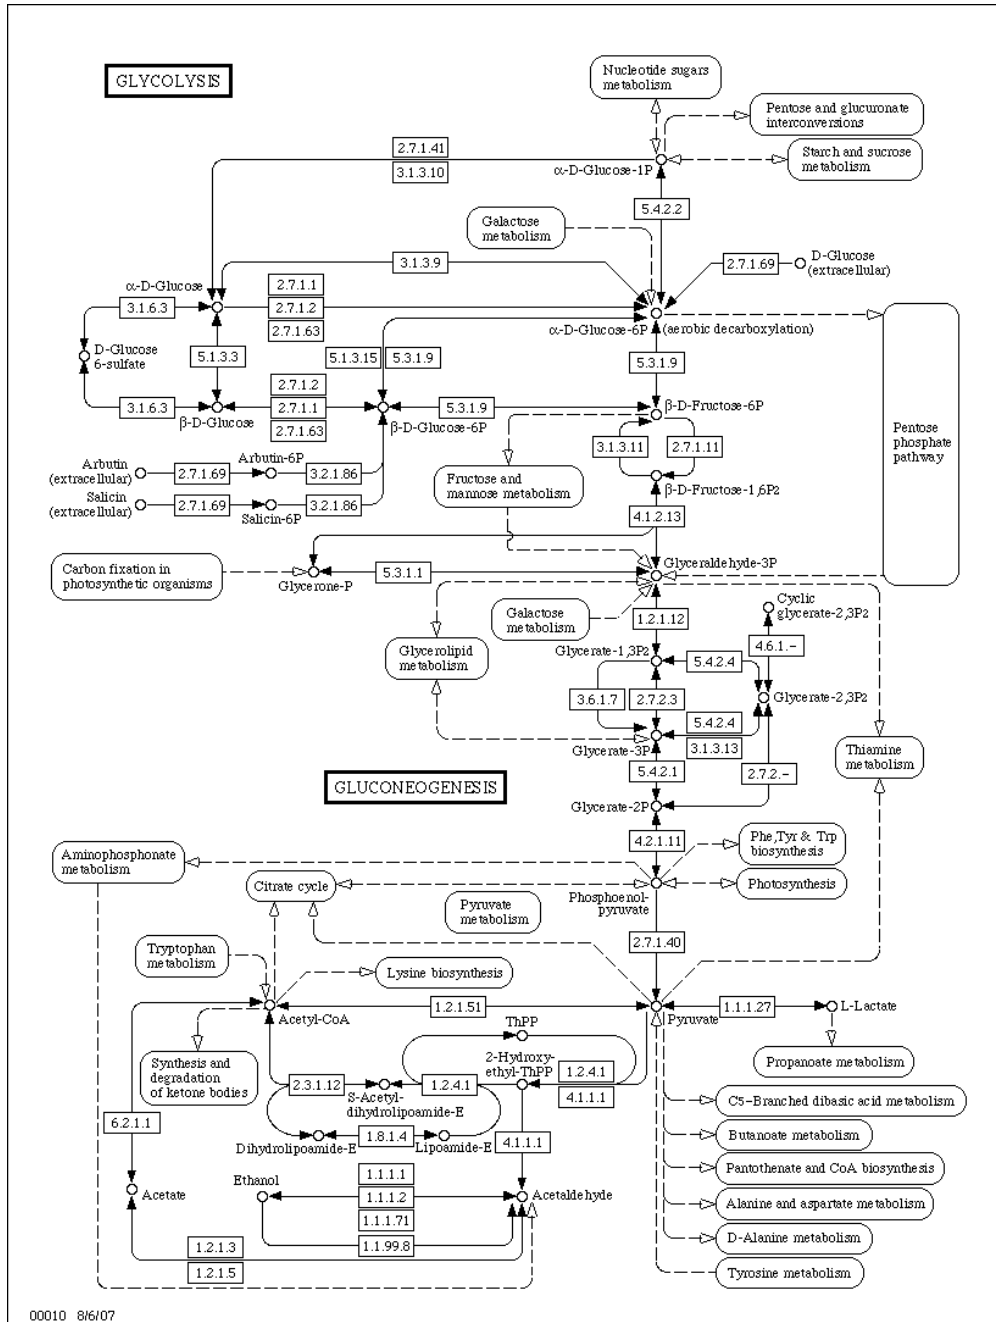 GLYCOLYSIS
Nucleotide sugars
metabolism
Pentose and glucuronate
interconversions
Starch and sucrose
metabolism
2.7.1.41
3.1.3.10
α-D-Glucose-1P
5.4.2.2
Galactose
metabolism
3.1.3.9
2.7.1.69
D-Glucose
(extracellular)
α-D-Glucose
2.7.1.1
2.7.1.2
2.7.1.63
3.1.6.3
α-D-Glucose-6P
(aerobic decarboxylation)
D-Glucose
6-sulfate
5.1.3.3
5.1.3.15
5.3.1.9
5.3.1.9
2.7.1.2
2.7.1.1
2.7.1.63
3.1.6.3
β-D-Glucose
β-D-Glucose-6P
5.3.1.9
β-D-Fructose-6P
Pentose
phosphate
pathway
3.1.3.11
2.7.1.11
Arbutin
(extracellular)
2.7.1.69
Arbutin-6P
3.2.1.86
Salicin
(extracellular)
2.7.1.69
Salicin-6P
3.2.1.86
Fructose and
mannose metabolism
β-D-Fructose-1,6P2
4.1.2.13
Carbon fixation in
photosynthetic organisms
Glycerone-P
5.3.1.1
Glyceraldehyde-3P
Galactose
metabolism
1.2.1.12
Cyclic
glycerate-2,3P2
4.6.1.-
Glycerolipid
metabolism
Glycerate-1,3P2
5.4.2.4
3.6.1.7
2.7.2.3
Glycerate-2,3P2
5.4.2.4
3.1.3.13
Glycerate-3P
Thiamine
metabolism
5.4.2.1
2.7.2.-
GLUCONEOGENESIS
Glycerate-2P
4.2.1.11
Phe,Tyr & Trp
biosynthesis
Aminophosphonate
metabolism
Citrate cycle
Photosynthesis
Pyruvate
metabolism
Phosphoenol-
pyruvate
2.7.1.40
Tryptophan
metabolism
Lysine biosynthesis
Acetyl-CoA
1.2.1.51
Pyruvate
1.1.1.27
L-Lactate
ThPP
Synthesis and
degradation
of ketone bodies
2-Hydroxy-
ethyl-ThPP
Propanoate metabolism
2.3.1.12
S-Acetyl-
dihydrolipoamide-E
1.2.4.1
1.2.4.1
4.1.1.1
C5-Branched dibasic acid metabolism
6.2.1.1
Dihydrolipoamide-E
1.8.1.4
Lipoamide-E
4.1.1.1
Butanoate metabolism
Pantothenate and CoA biosynthesis
Acetate
Ethanol
1.1.1.1
1.1.1.2
1.1.1.71
1.1.99.8
Acetaldehyde
Alanine and aspartate metabolism
D-Alanine metabolism
1.2.1.3
1.2.1.5
Tyrosine metabolism
00010 8/6/07